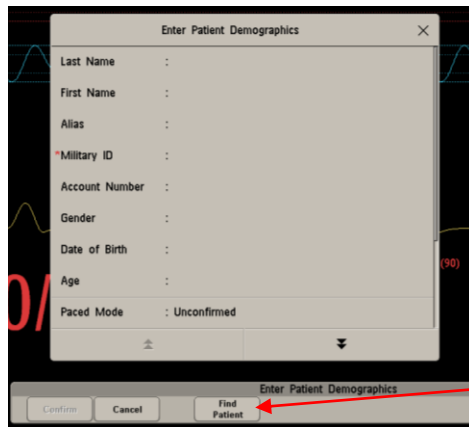 Enter Patient Demographics ×
Last Name :
First Name :
Alias :
*Military ID :
Account Number :
Gender :
Date of Birth :
Age :
Paced Mode : Unconfirmed
(90)
0/
Enter Patient Demographics
Confirm Cancel Find Patient